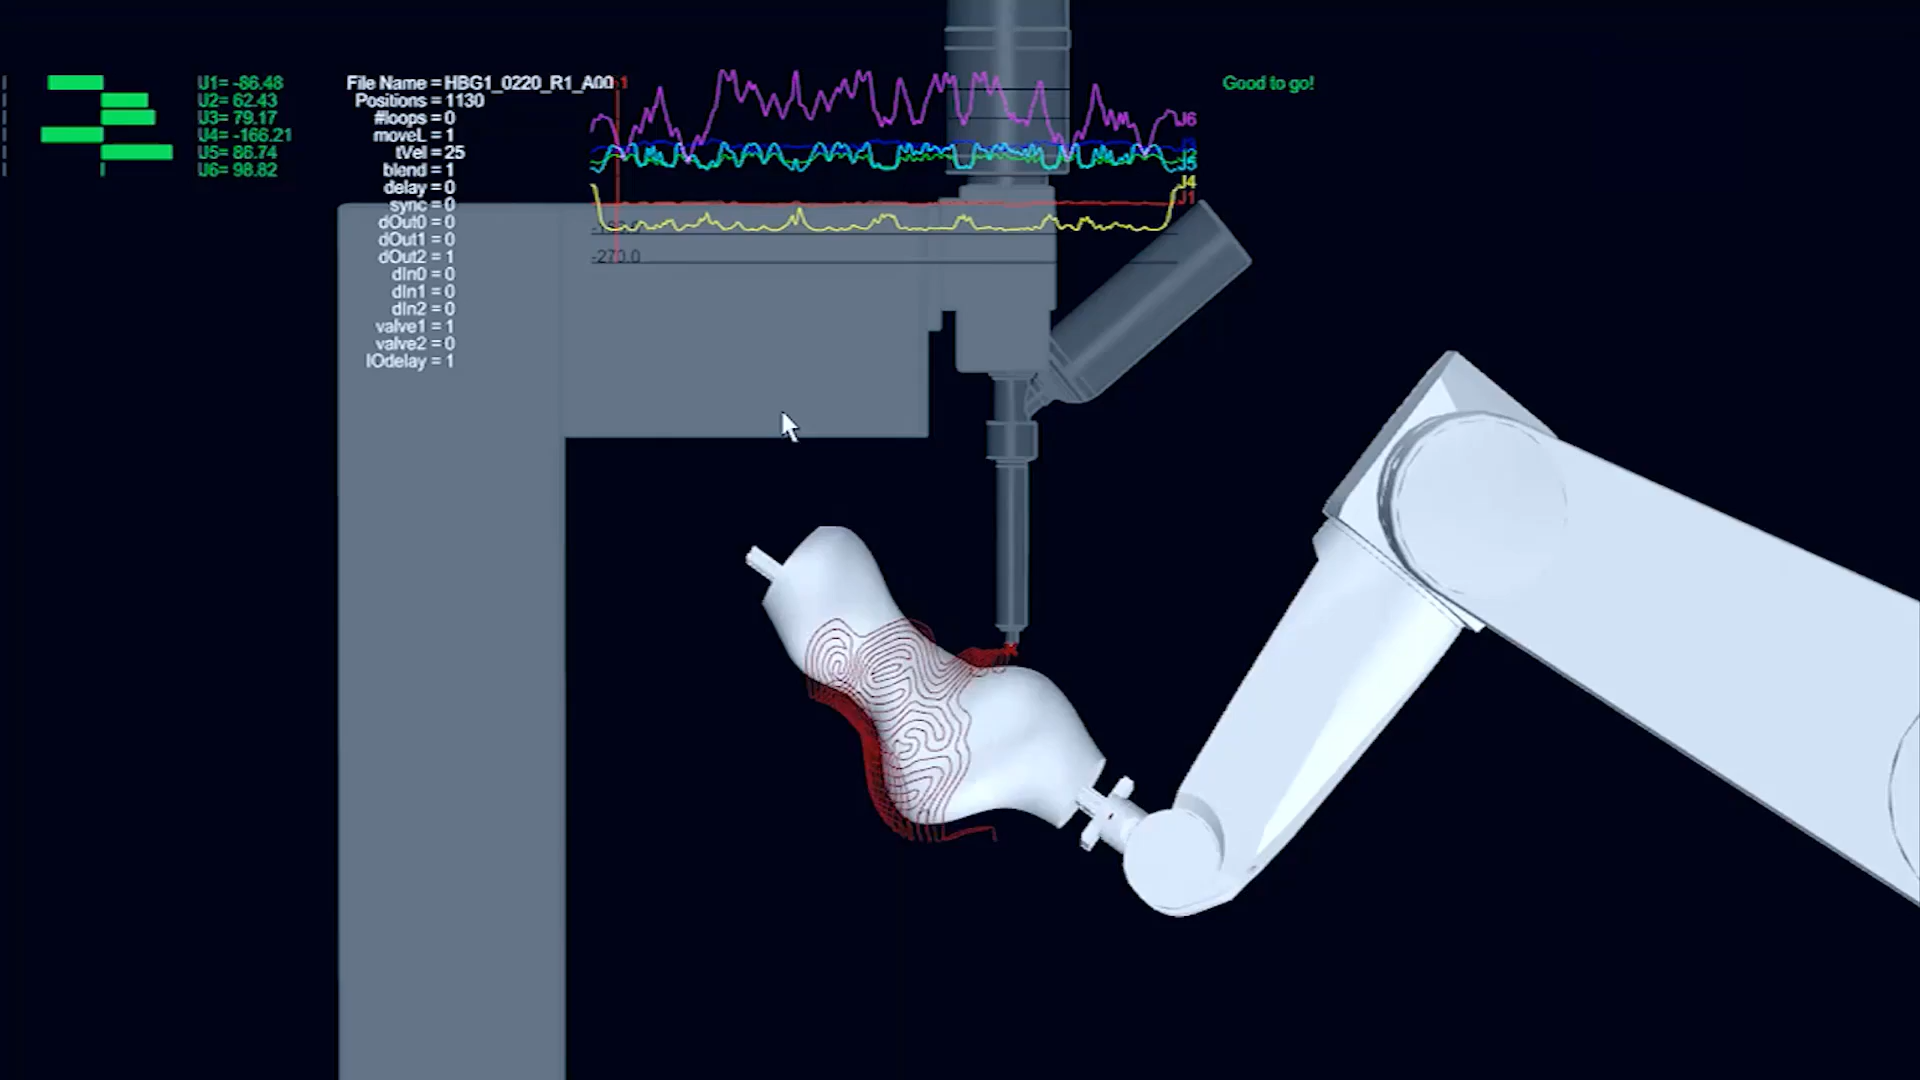 U1= -86.48
U2= 62.43
U3= 79.17
U4= -166.21
U5= 86.74
U6= 98.82
File Name = HBG1_0220_R1_A00
Positions = 1130
#loops = 0
moveL = 1
tVel = 25
blend = 1
delay = 0
sync = 0
dOut0 = 0
dOut1 = 0
dOut2 = 1
dIn0 = 0
dIn1 = 0
dIn2 = 0
valve1 = 1
valve2 = 0
IOdelay = 1
J6
J5
J4
J1
-270.0
Good to go!